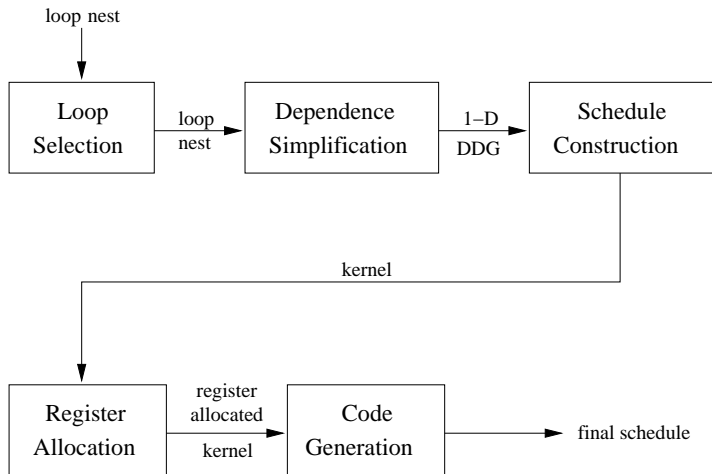 loop nest
Loop
Selection
loop
nest
Dependence
Simplification
1-D
DDG
Schedule
Construction
kernel
Register
Allocation
register
allocated
kernel
Code
Generation
final schedule